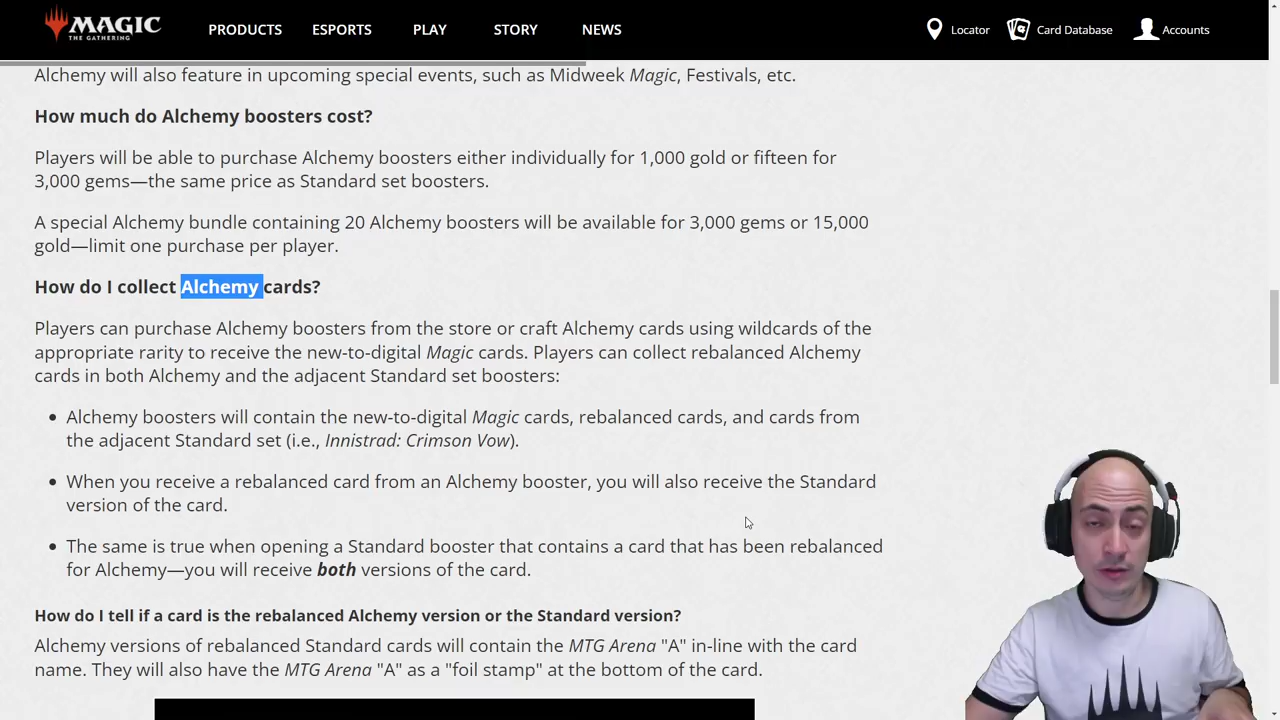 MAGIC
THE GATHERING
PRODUCTS ESPORTS PLAY STORY NEWS Locator Card Database Accounts
Alchemy will also feature in upcoming special events, such as Midweek Magic, Festivals, etc.
How much do Alchemy boosters cost?
Players will be able to purchase Alchemy boosters either individually for 1,000 gold or fifteen for
3,000 gems—the same price as Standard set boosters.
A special Alchemy bundle containing 20 Alchemy boosters will be available for 3,000 gems or 15,000
gold—limit one purchase per player.
How do I collect Alchemy cards?
Players can purchase Alchemy boosters from the store or craft Alchemy cards using wildcards of the
appropriate rarity to receive the new-to-digital Magic cards. Players can collect rebalanced Alchemy
cards in both Alchemy and the adjacent Standard set boosters:
• Alchemy boosters will contain the new-to-digital Magic cards, rebalanced cards, and cards from
the adjacent Standard set (i.e., Innistrad: Crimson Vow).
• When you receive a rebalanced card from an Alchemy booster, you will also receive the Standard
version of the card.
• The same is true when opening a Standard booster that contains a card that has been rebalanced
for Alchemy—you will receive both versions of the card.
How do I tell if a card is the rebalanced Alchemy version or the Standard version?
Alchemy versions of rebalanced Standard cards will contain the MTG Arena "A" in-line with the card
name. They will also have the MTG Arena "A" as a "foil stamp" at the bottom of the card.